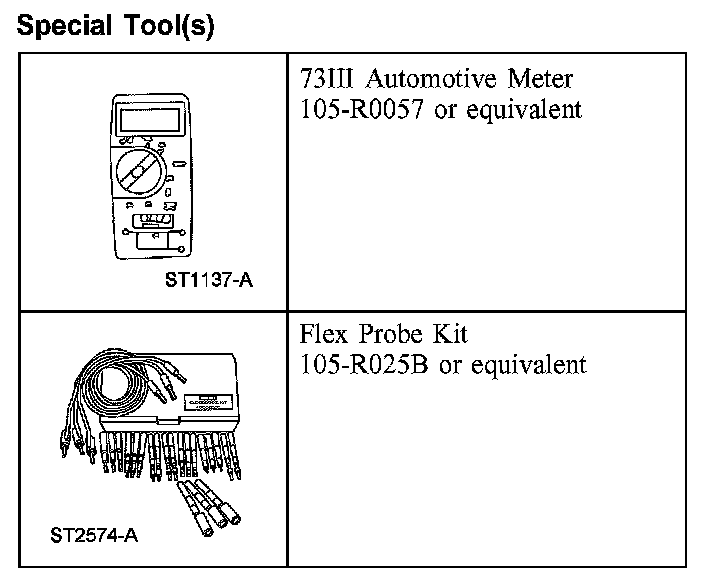 Special Tool(s)
73III Automotive Meter
105-R0057 or equivalent
ST1137-A
Flex Probe Kit
105-R025B or equivalent
ST2574-A